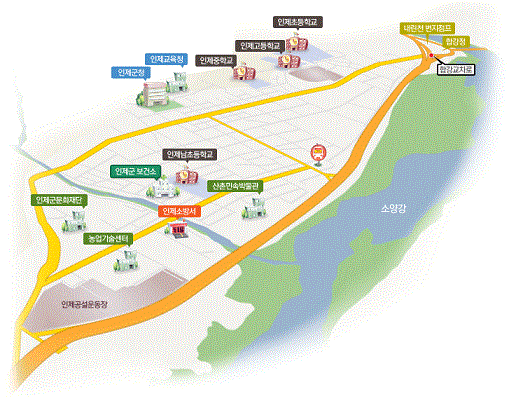 인제초등학교
내린천 번지점프
인제고등학교
합강정
인제교육청
인제중학교
인제군청
합강교차로
인제남초등학교
인제군 보건소
산촌민속박물관
인제군문화재단
인제소방서
소양강
농업기술센터
119
인제공설운동장